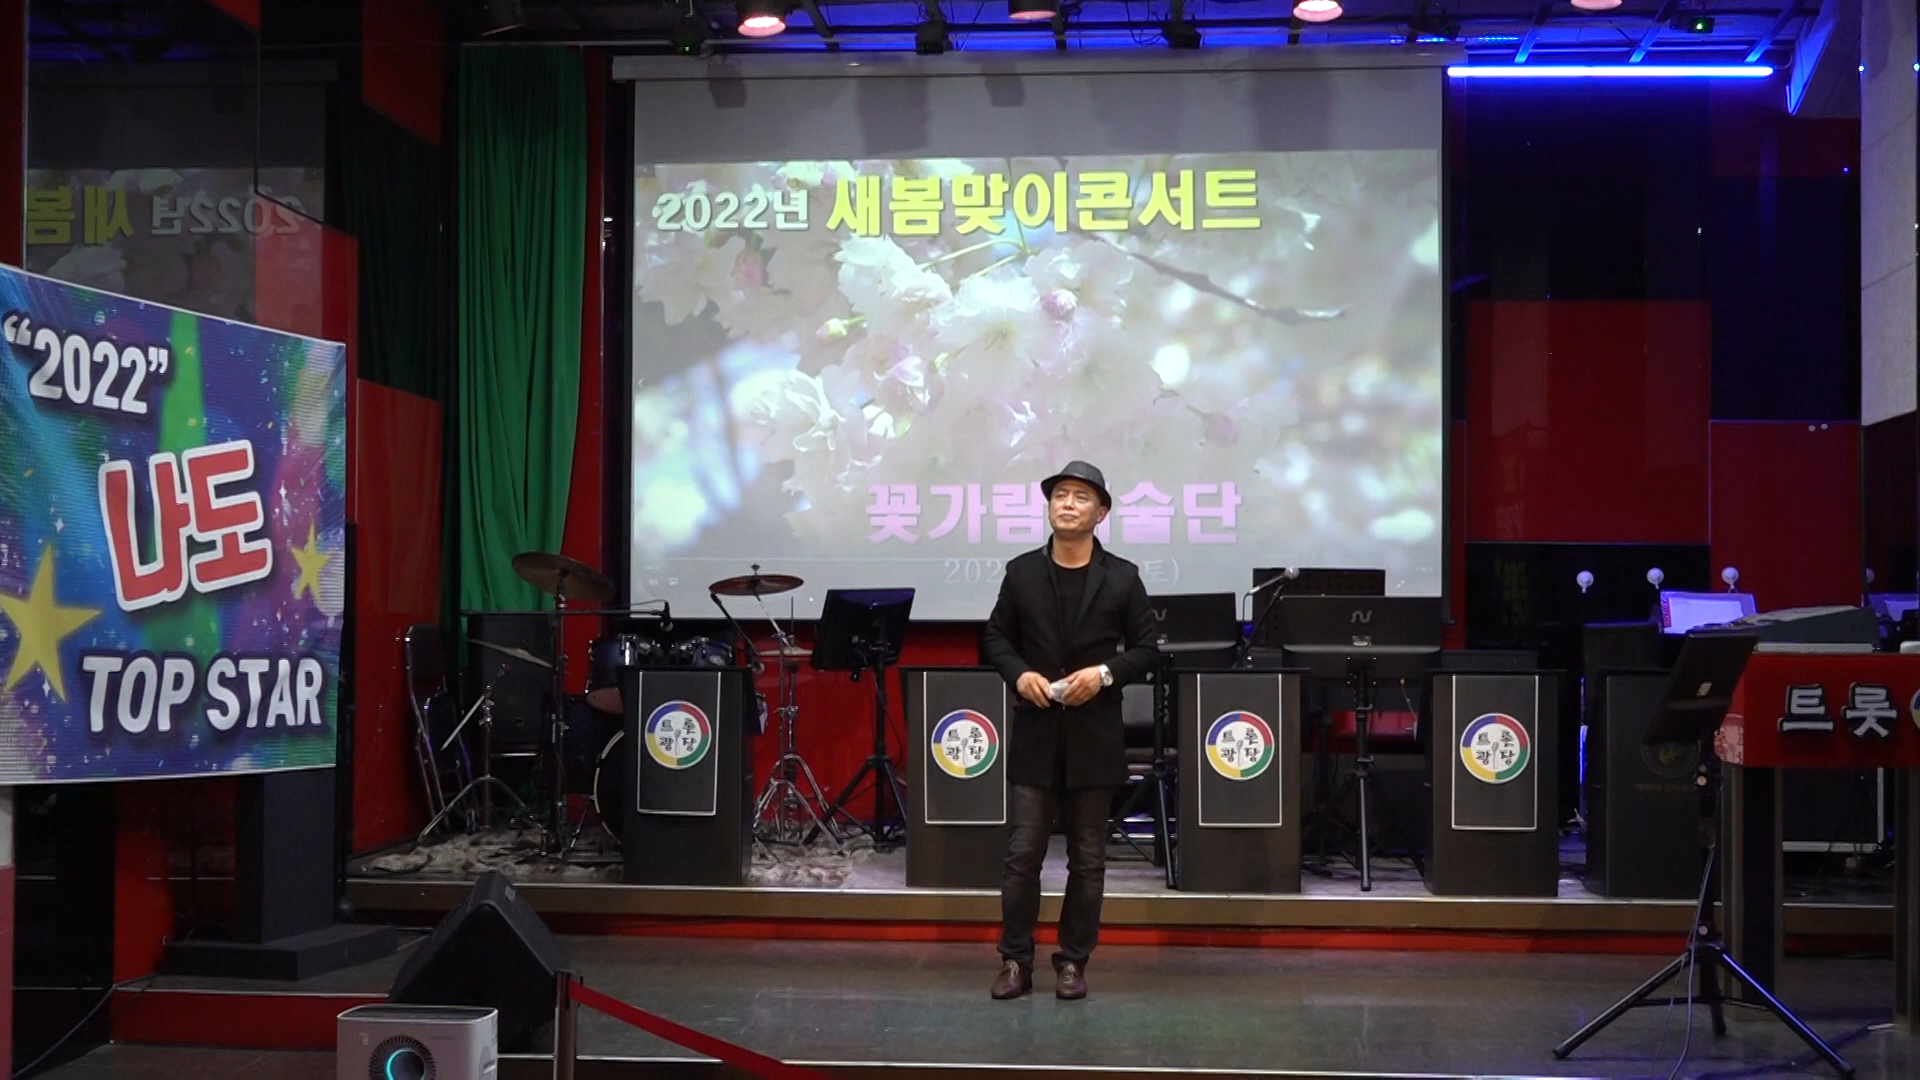 2022년 새봄맞이콘서트
꽃가람 술단
"2022"
나도
TOP STAR
트롯
광장
트롯
광장
트롯
광장
트롯
광장
트롯